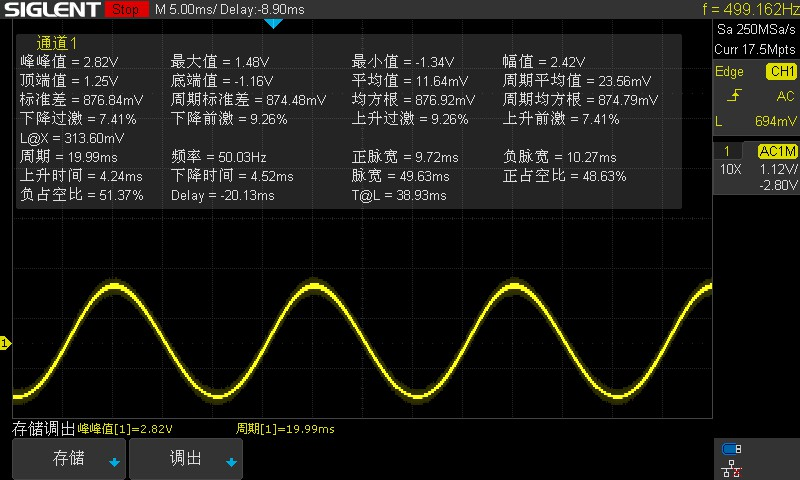 SIGLENT Stop M 5.00ms/ Delay:-8.90ms f = 499.162Hz
Sa 250MSa/s
Curr 17.5Mpts
Edge CH1
AC
L 694mV
1 AC1M
10X 1.12V/
-2.80V
通道1
峰峰值 = 2.82V 最大值 = 1.48V 最小值 = -1.34V 幅值 = 2.42V
顶端值 = 1.25V 底端值 = -1.16V 平均值 = 11.64mV 周期平均值 = 23.56mV
标准差 = 876.84mV 周期标准差 = 874.48mV 均方根 = 876.92mV 周期均方根 = 874.79mV
下降过激 = 7.41% 下降前激 = 9.26% 上升过激 = 9.26% 上升前激 = 7.41%
L@X = 313.60mV
周期 = 19.99ms 频率 = 50.03Hz 正脉宽 = 9.72ms 负脉宽 = 10.27ms
上升时间 = 4.24ms 下降时间 = 4.52ms 脉宽 = 49.63ms 正占空比 = 48.63%
负占空比 = 51.37% Delay = -20.13ms T@L = 38.93ms
1
存储调出 峰峰值[1]=2.82V 周期[1]=19.99ms
存储 调出